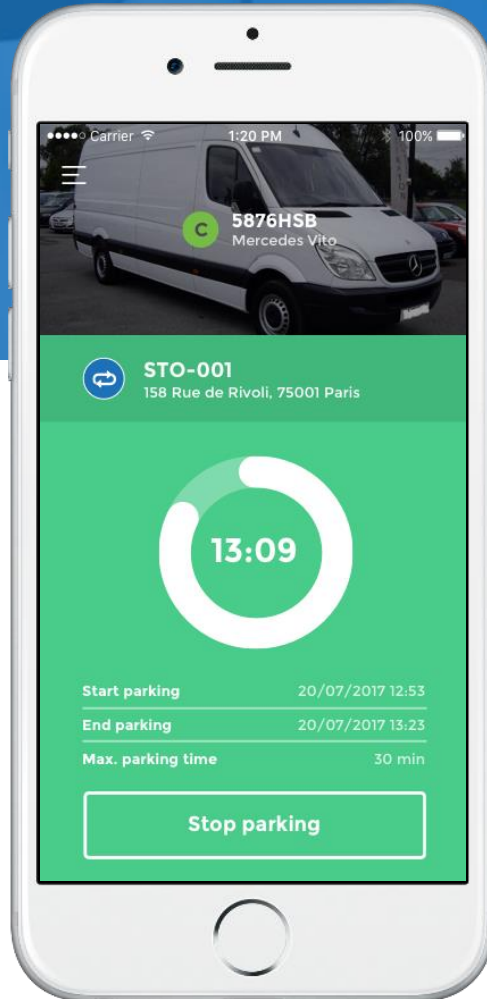 Carrier 1:20 PM 100%
C
5876HSB
Mercedes Vito
STO-001
158 Rue de Rivoli, 75001 Paris
13:09
Start parking 20/07/2017 12:53
End parking 20/07/2017 13:23
Max. parking time 30 min
Stop parking